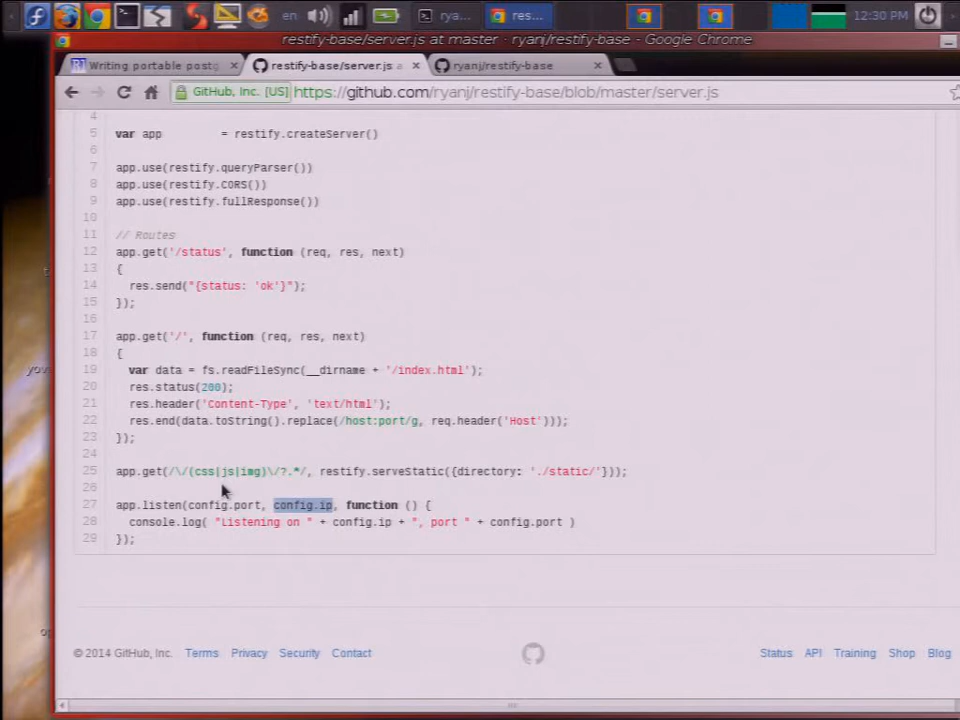 en
rya...
res...
12:30 PM
restify-base/server.js at master · ryanj/restify-base - Google Chrome
Writing portable postg
restify-base/server.js a
ryanj/restify-base
GitHub, Inc. [US]
https://github.com/ryanj/restify-base/blob/master/server.js
4
5 var app = restify.createServer()
6
7 app.use(restify.queryParser())
8 app.use(restify.CORS())
9 app.use(restify.fullResponse())
10
11 // Routes
12 app.get('/status', function (req, res, next)
13 {
14 res.send("{status: 'ok'}");
15 });
16
17 app.get('/', function (req, res, next)
18 {
19 var data = fs.readFileSync(__dirname + '/index.html');
20 res.status(200);
21 res.header('Content-Type', 'text/html');
22 res.end(data.toString().replace(/host:port/g, req.header('Host')));
23 });
24
25 app.get(/\/(css|js|img)\/?.*/, restify.serveStatic({directory: './static/'}));
26
27 app.listen(config.port, config.ip, function () {
28 console.log( "Listening on " + config.ip + ", port " + config.port )
29 });
© 2014 GitHub, Inc. Terms Privacy Security Contact
Status API Training Shop Blog